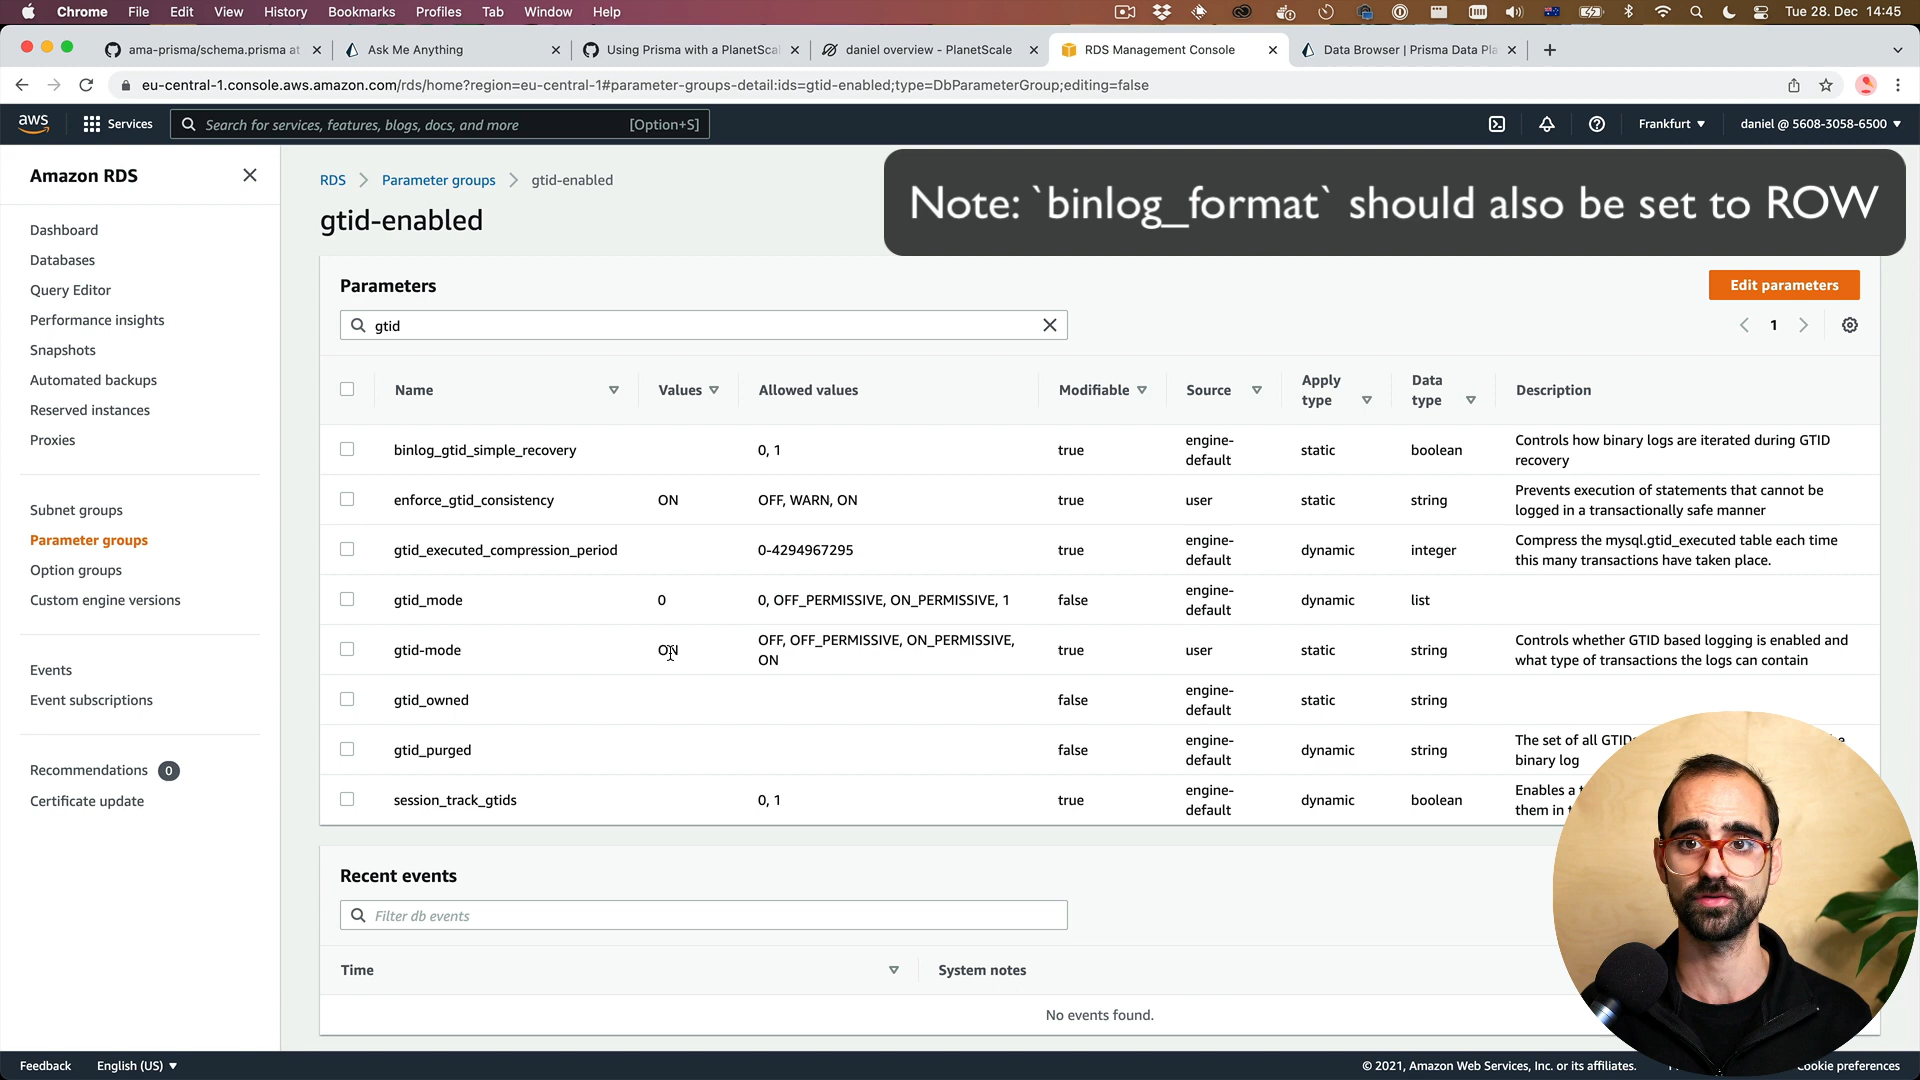 Chrome File Edit View History Bookmarks Profiles Tab Window Help
Tue 28. Dec 14:45
ama-prisma/schema.prisma at
Ask Me Anything
Using Prisma with a PlanetSca
daniel overview - PlanetScale
RDS Management Console
Data Browser | Prisma Data Pla
eu-central-1.console.aws.amazon.com/rds/home?region=eu-central-1#parameter-groups-detail:ids=gtid-enabled;type=DbParameterGroup;editing=false
aws Services Search for services, features, blogs, docs, and more [Option+S]
Frankfurt
daniel @ 5608-3058-6500
Amazon RDS
Dashboard
Databases
Query Editor
Performance insights
Snapshots
Automated backups
Reserved instances
Proxies
Subnet groups
Parameter groups
Option groups
Custom engine versions
Events
Event subscriptions
Recommendations 0
Certificate update
RDS Parameter groups gtid-enabled
gtid-enabled
Note: `binlog_format` should also be set to ROW
Parameters
Edit parameters
gtid
1
Name Values Allowed values Modifiable Source Apply type Data type Description
binlog_gtid_simple_recovery 0, 1 true engine-default static boolean Controls how binary logs are iterated during GTID recovery
enforce_gtid_consistency ON OFF, WARN, ON true user static string Prevents execution of statements that cannot be logged in a transactionally safe manner
gtid_executed_compression_period 0-4294967295 true engine-default dynamic integer Compress the mysql.gtid_executed table each time this many transactions have taken place.
gtid_mode 0 0, OFF_PERMISSIVE, ON_PERMISSIVE, 1 false engine-default dynamic list
gtid-mode ON OFF, OFF_PERMISSIVE, ON_PERMISSIVE, ON true user static string Controls whether GTID based logging is enabled and what type of transactions the logs can contain
gtid_owned false engine-default static string
gtid_purged false engine-default dynamic string The set of all binary log
session_track_gtids 0, 1 true engine-default dynamic boolean Enables a them in
Recent events
Filter db events
Time System notes
No events found.
Feedback English (US)
© 2021, Amazon Web Services, Inc. or its affiliates.
Cookie preferences